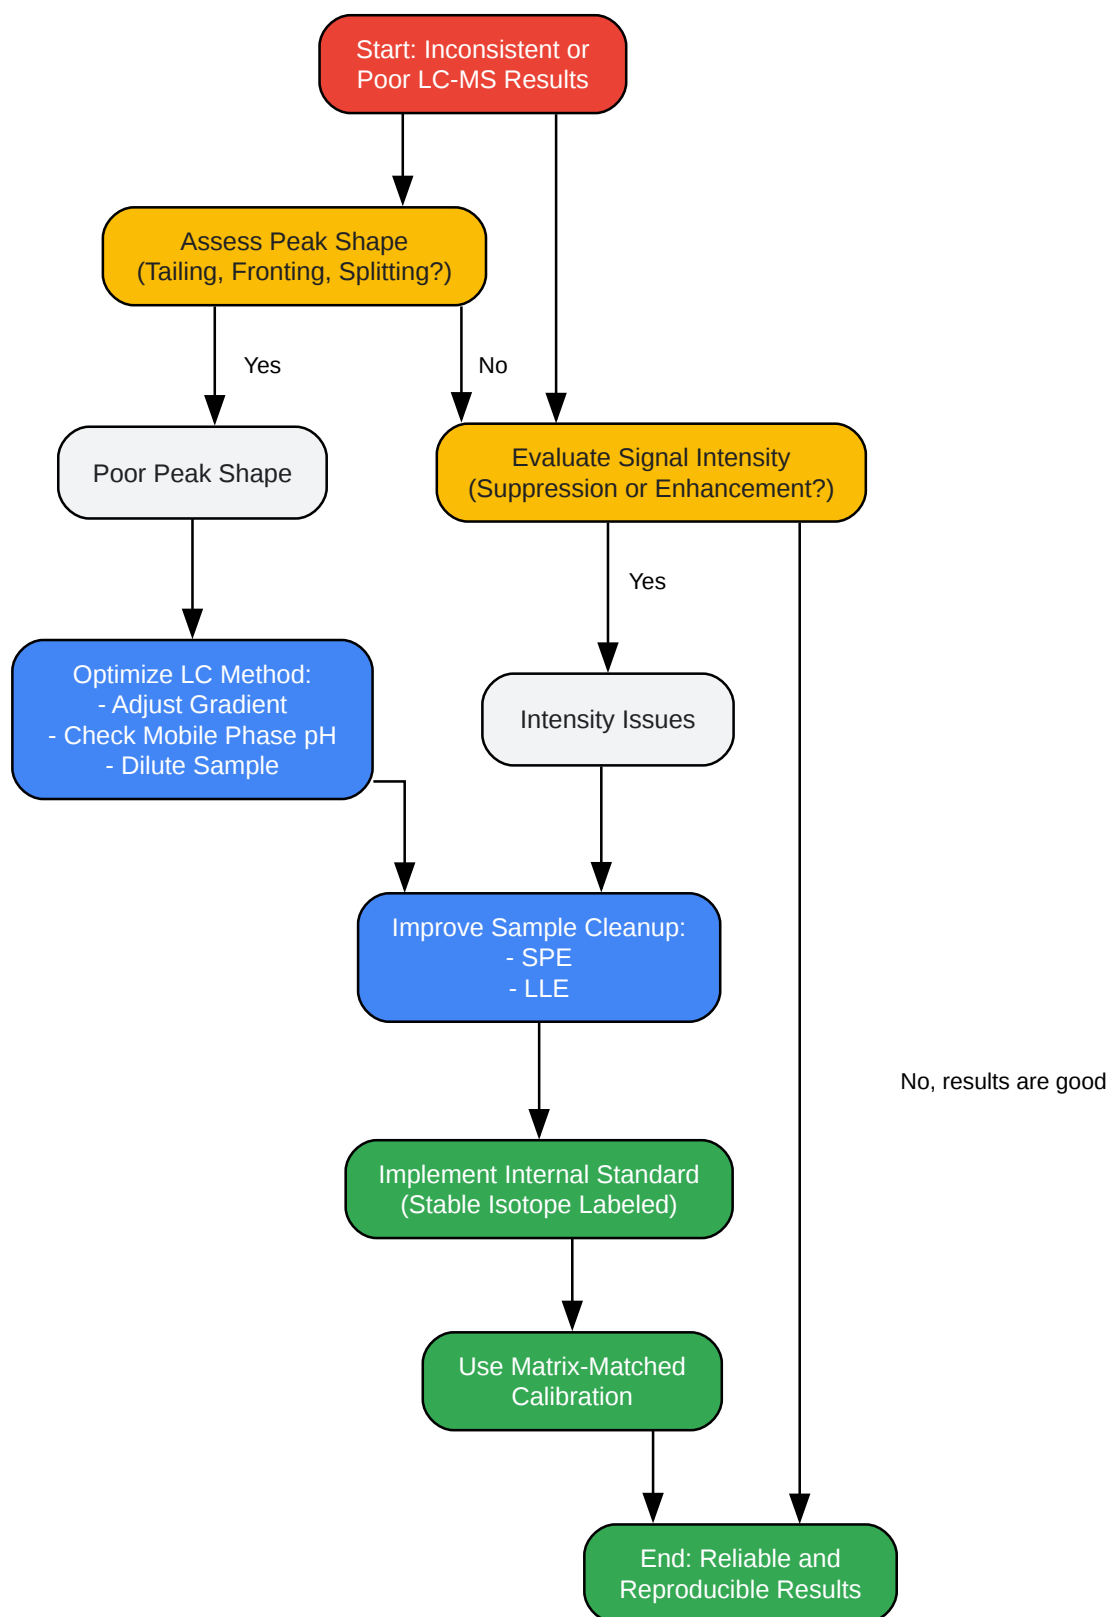 Start: Inconsistent or
Poor LC-MS Results
Assess Peak Shape
(Tailing, Fronting, Splitting?)
Yes
No
Poor Peak Shape
Evaluate Signal Intensity
(Suppression or Enhancement?)
Yes
Optimize LC Method:
- Adjust Gradient
- Check Mobile Phase pH
- Dilute Sample
Intensity Issues
Improve Sample Cleanup:
- SPE
- LLE
No, results are good
Implement Internal Standard
(Stable Isotope Labeled)
Use Matrix-Matched
Calibration
End: Reliable and
Reproducible Results